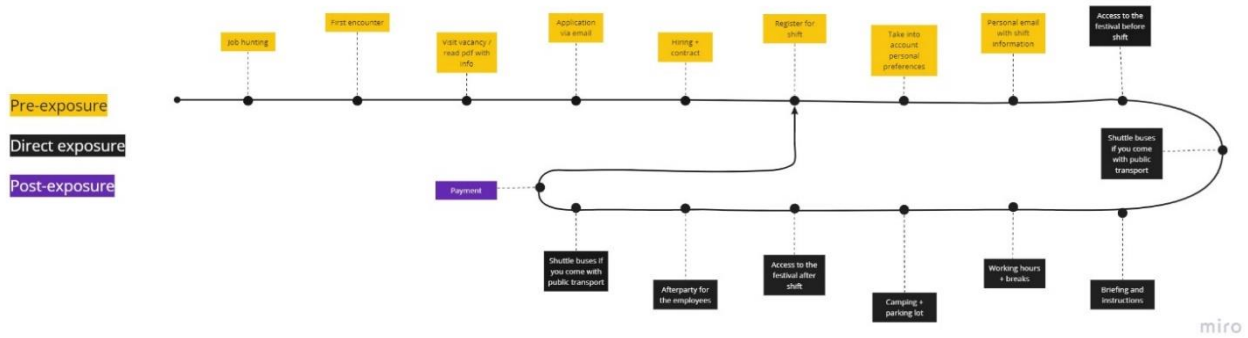 Job hunting
First encounter
Visit vacancy /
read pdf with
info
Application
via email
Hiring +
contract
Register for
shift
Take into
account
personal
preferences
Personal email
with shift
information
Access to the
festival before
shift
Pre-exposure
Direct exposure
Post-exposure
Shuttle buses
if you come
with public
transport
Payment
Shuttle buses if
you come with
public transport
Afterparty for
the employees
Access to the
festival after
shift
Camping +
parking lot
Working hours
+ breaks
Briefing and
instructions
miro